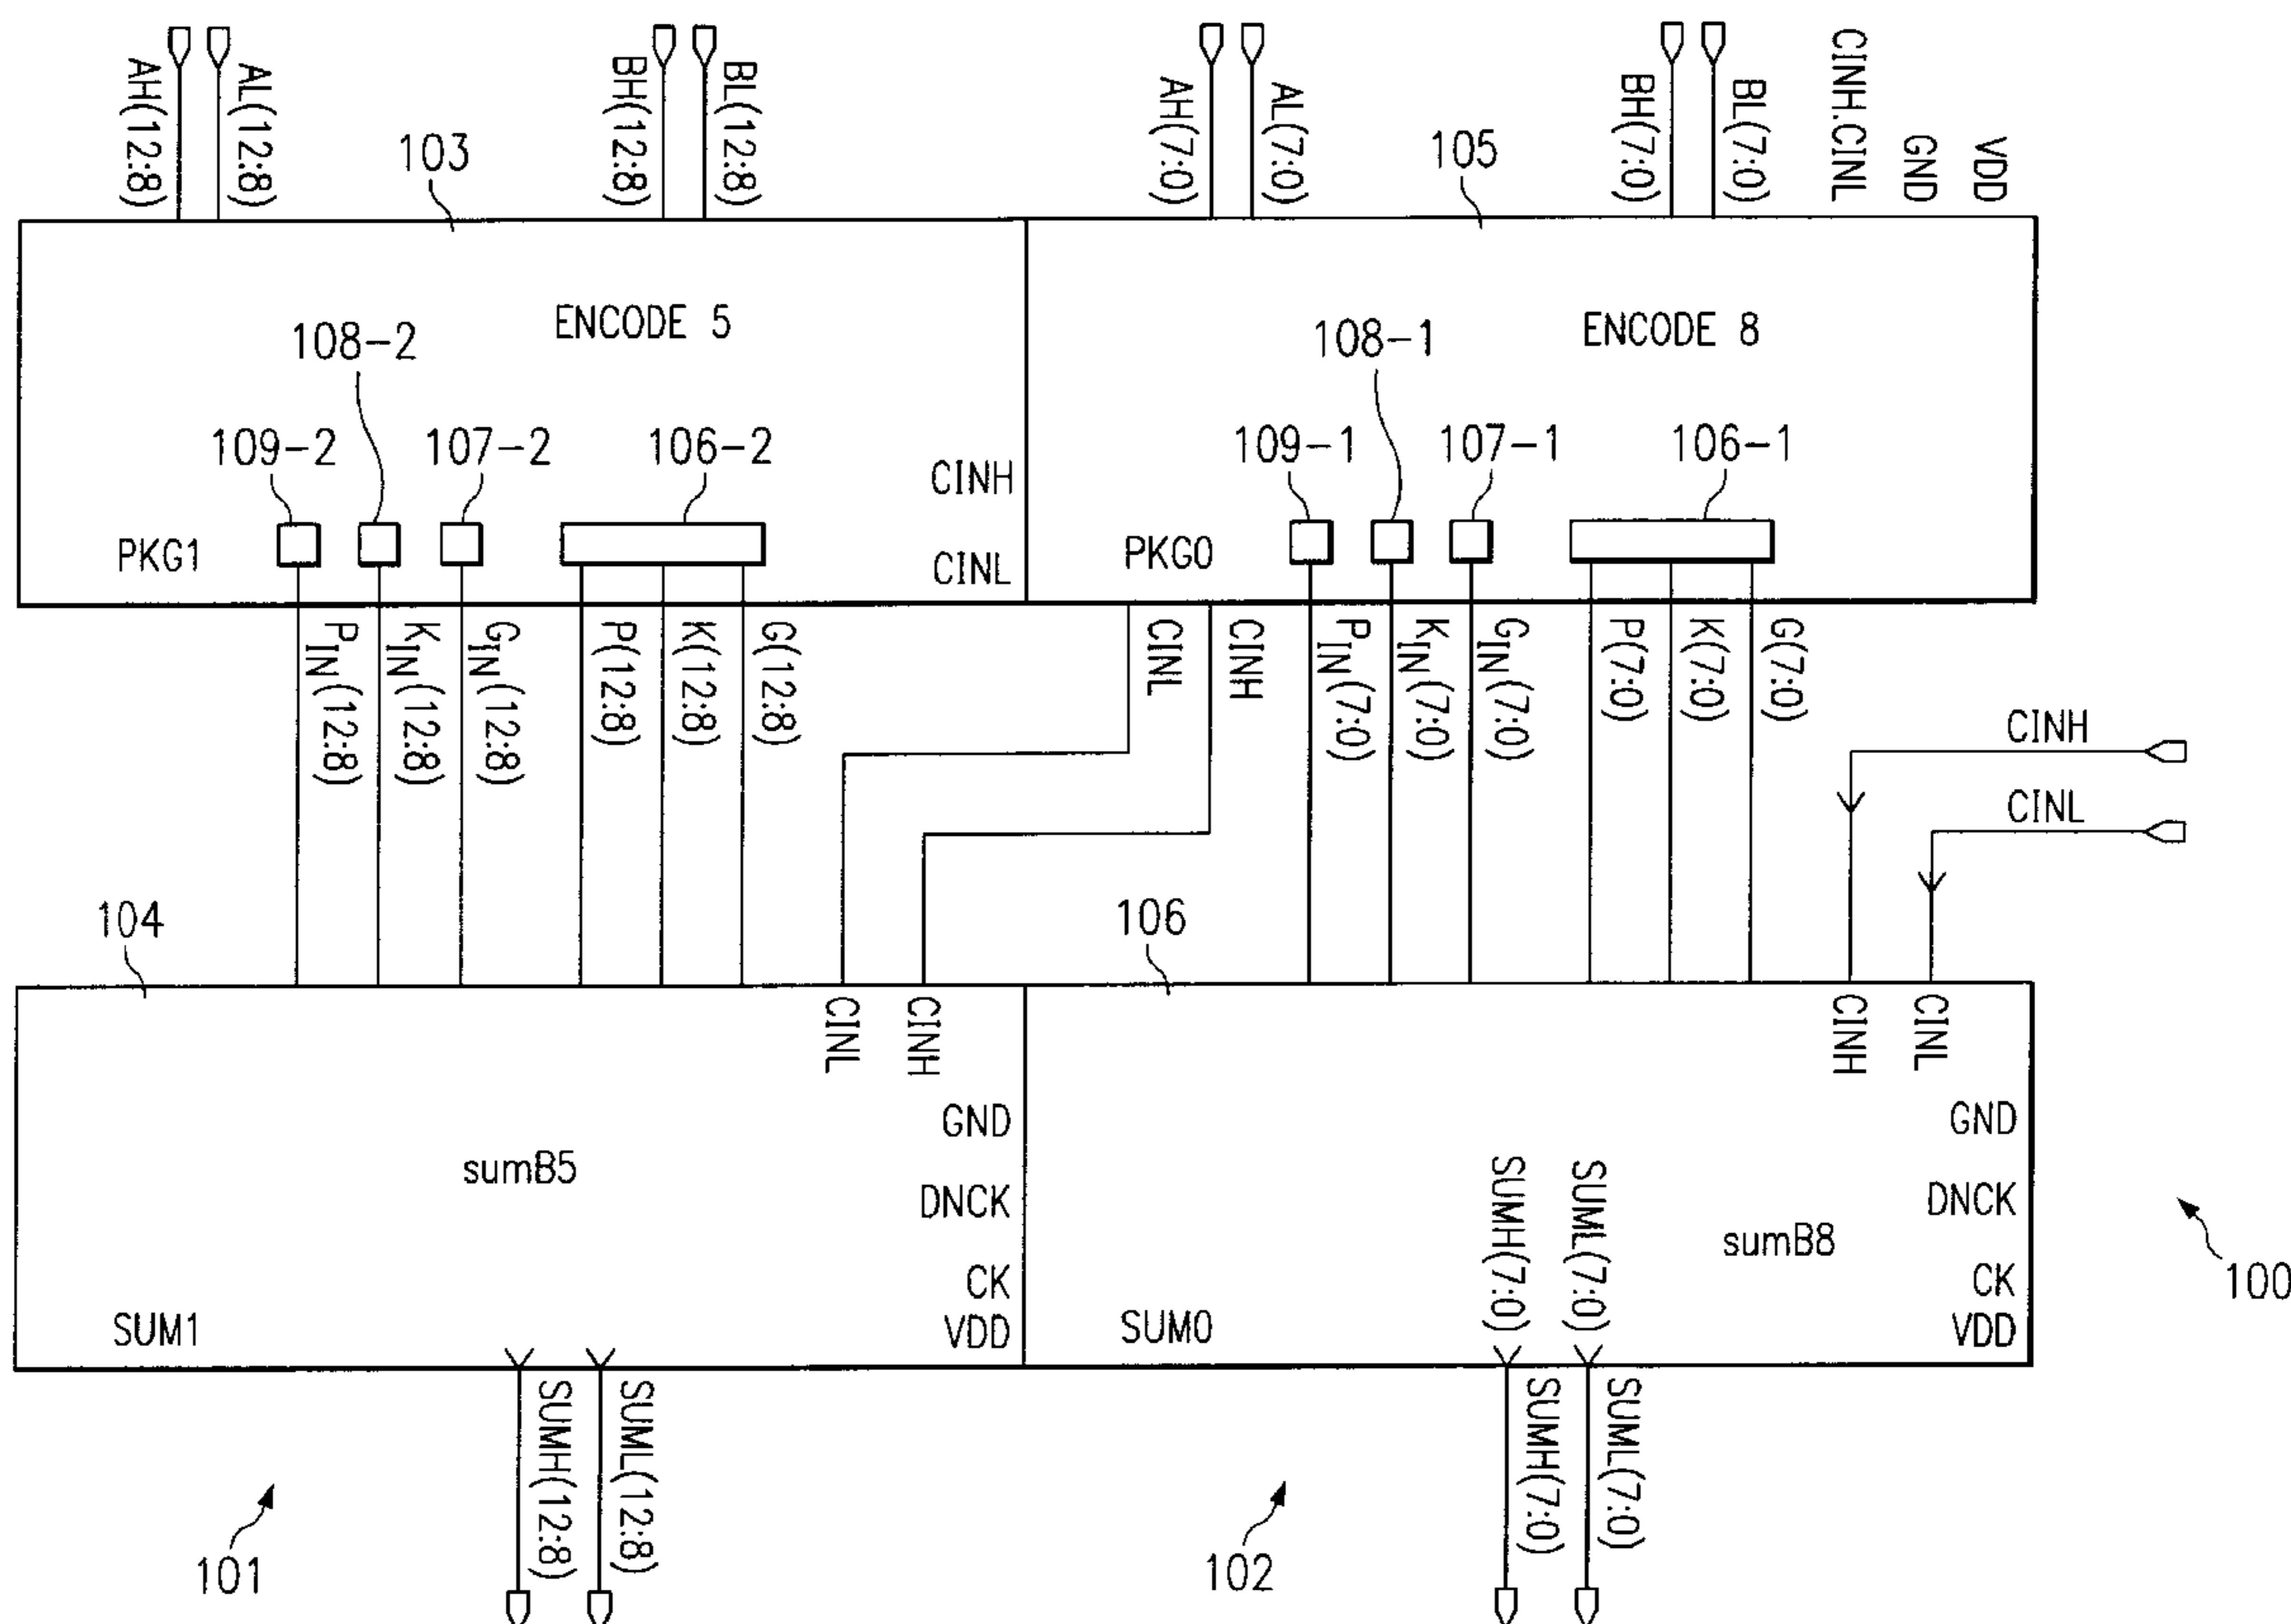 AH(12:8)
AL(12:8)
BH(12:8)
BL(12:8)
AH(7:0)
AL(7:0)
BH(7:0)
BL(7:0)
CINH.CINL
GND
VDD
103
105
ENCODE 5
ENCODE 8
108-2
108-1
109-2
107-2
106-2
109-1
107-1
106-1
CINH
CINL
PKG1
PKG0
PIN(12:8)
KIN(12:8)
GIN(12:8)
P(12:8)
K(12:8)
G(12:8)
CINL
CINH
PIN(7:0)
KIN(7:0)
GIN(7:0)
P(7:0)
K(7:0)
G(7:0)
CINH
CINL
104
106
CINL
CINH
CINH
CINL
GND
DNCK
CK
VDD
sumB5
SUM1
SUMH(7:0)
SUML(7:0)
sumB8
SUM0
GND
DNCK
CK
VDD
100
SUMH(12:8)
SUML(12:8)
SUMH(7:0)
SUML(7:0)
101
102